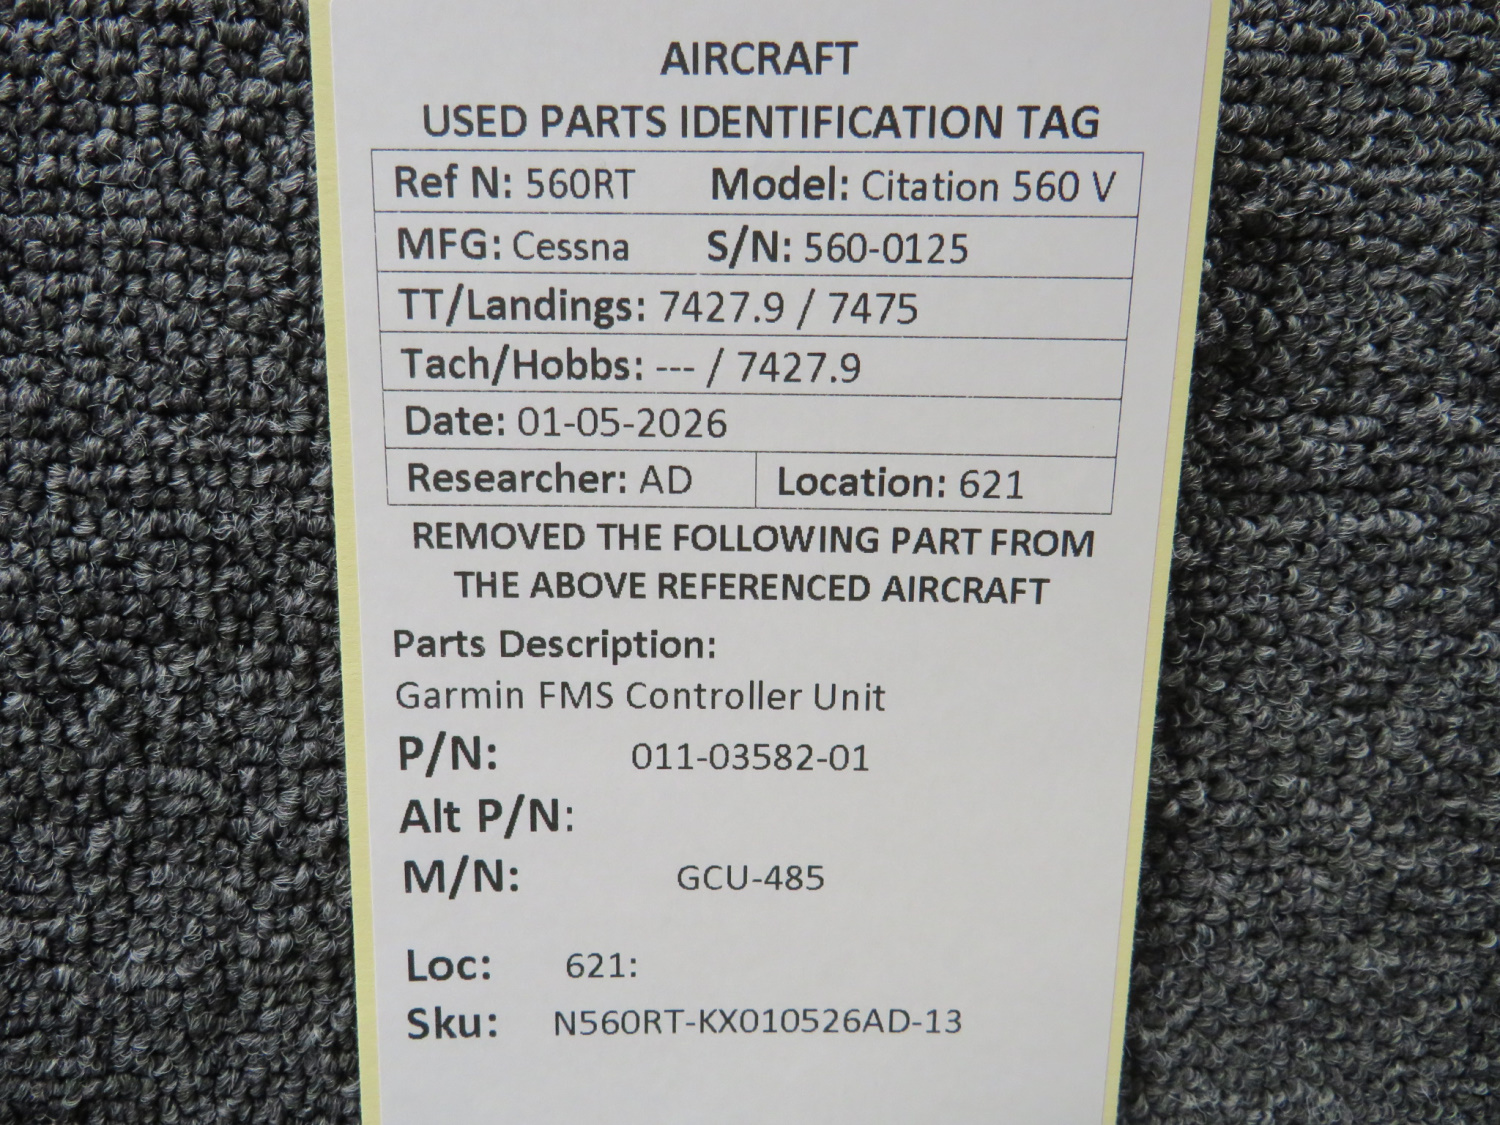 AIRCRAFT
USED PARTS IDENTIFICATION TAG
Ref N: 560RT Model: Citation 560 V
MFG: Cessna S/N: 560-0125
TT/Landings: 7427.9 / 7475
Tach/Hobbs: --- / 7427.9
Date: 01-05-2026
Researcher: AD Location: 621
REMOVED THE FOLLOWING PART FROM
THE ABOVE REFERENCED AIRCRAFT
Parts Description:
Garmin FMS Controller Unit
P/N: 011-03582-01
Alt P/N:
M/N: GCU-485
Loc: 621:
Sku: N560RT-KX010526AD-13